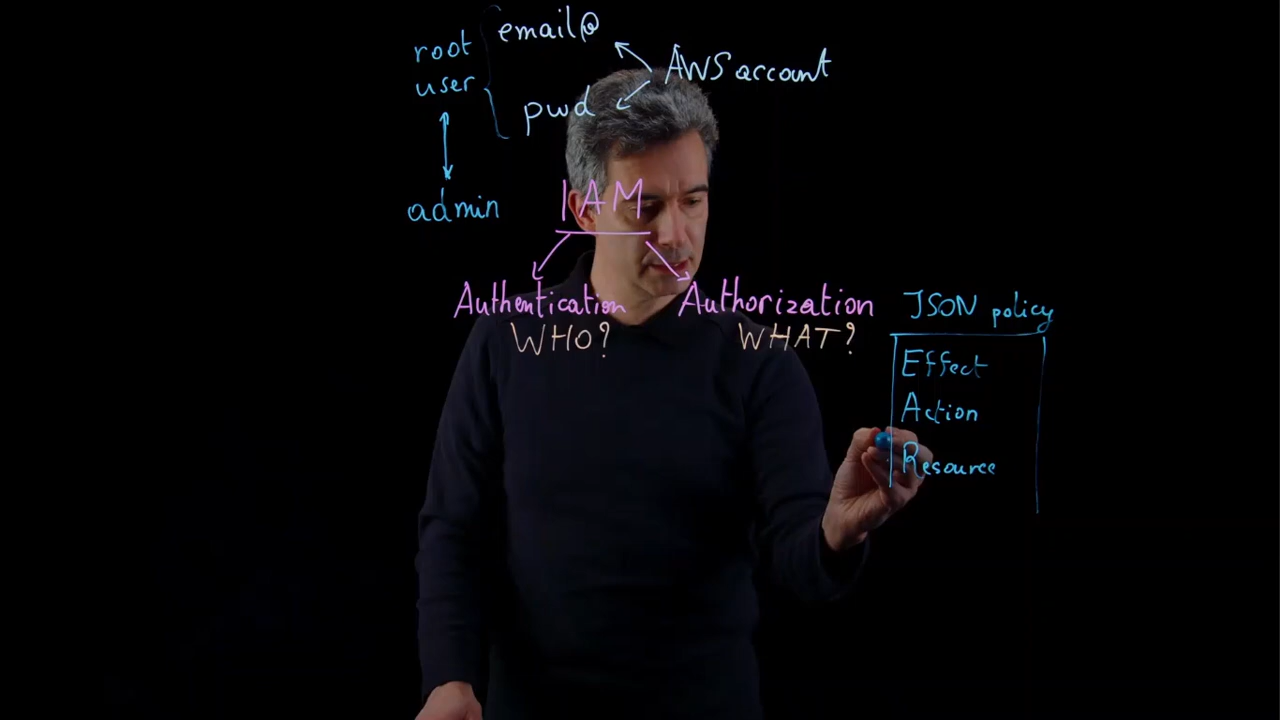 root
user
email@
pwd
AWS account
admin
IAM
Authentication
WHO?
Authorization
WHAT?
JSON policy
Effect
Action
Resource